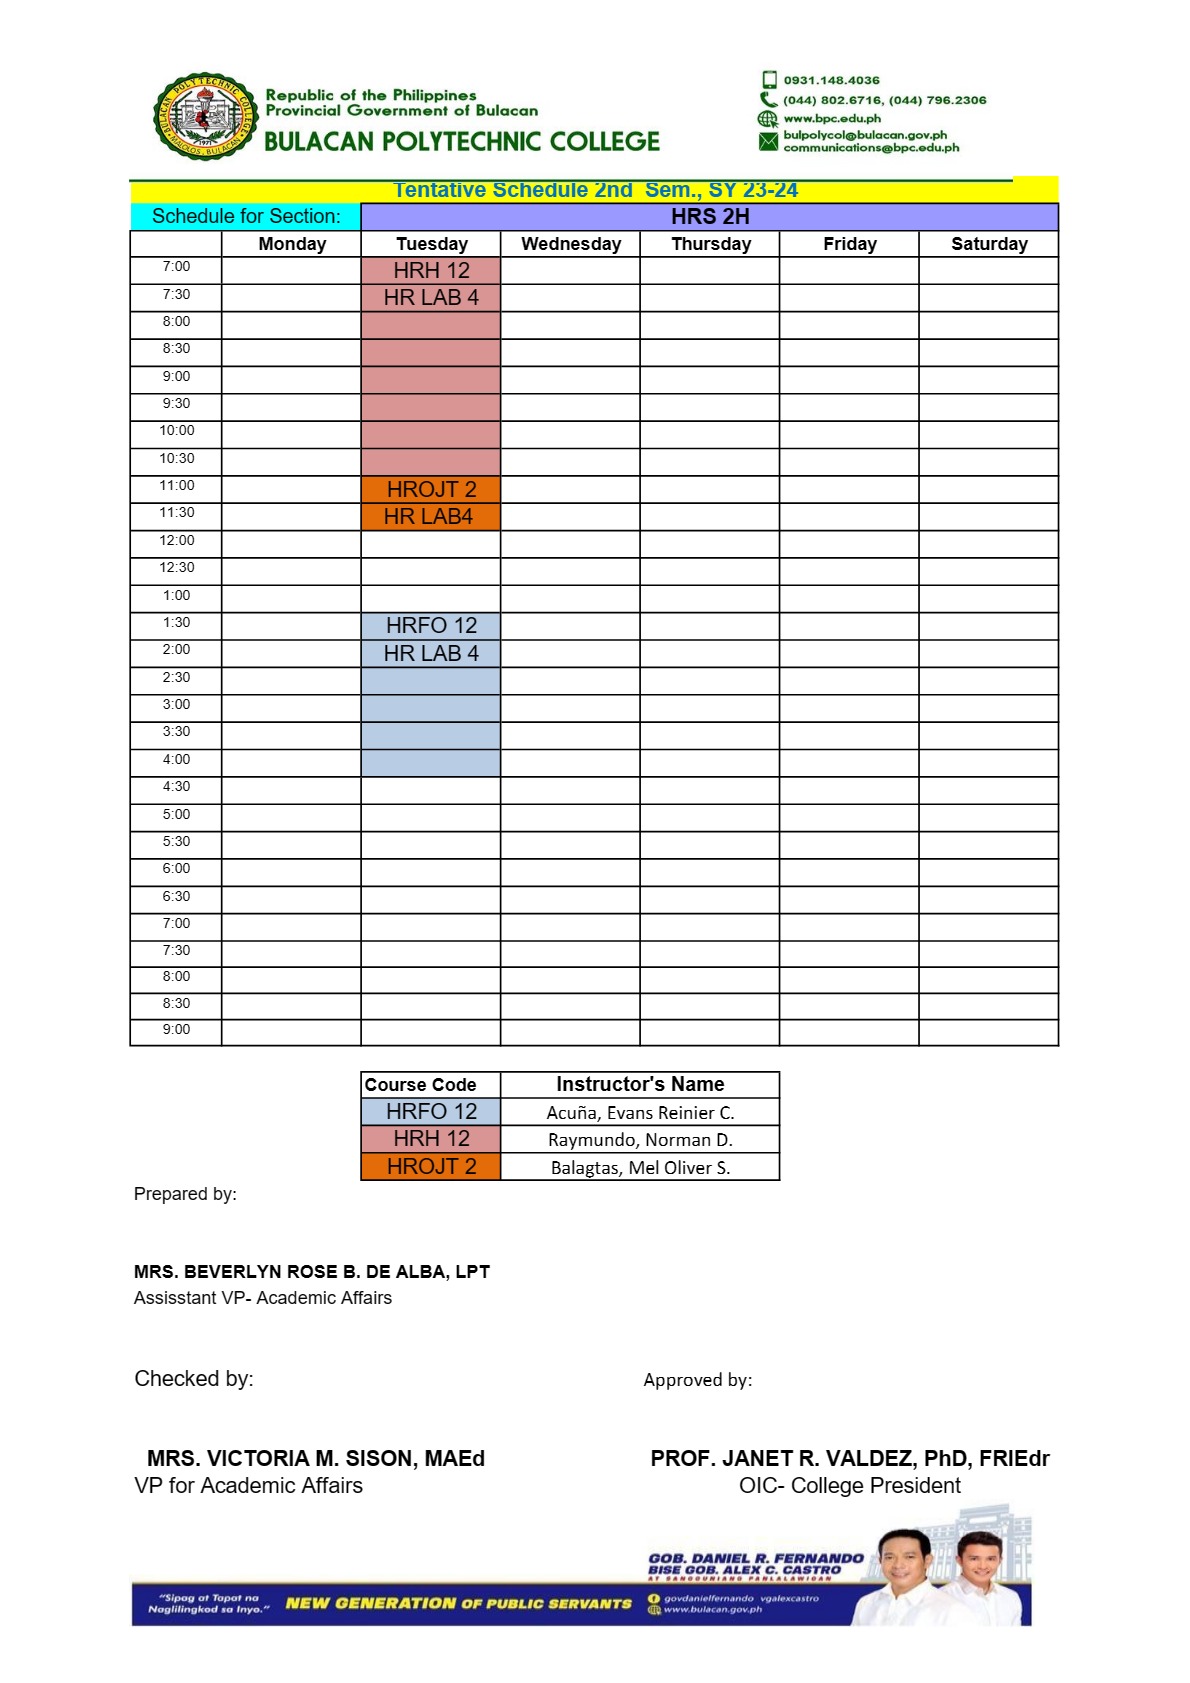 BULACAN POLYTECHNIC COLLEGE
MALOLOS, BULACAN
1971
Republic of the Philippines
Provincial Government of Bulacan
BULACAN POLYTECHNIC COLLEGE
0931.148.4036
(044) 802.6716, (044) 796.2306
www.bpc.edu.ph
bulpolycol@bulacan.gov.ph
communications@bpc.edu.ph
Tentative Schedule 2nd Sem., SY 23-24
Schedule for Section: HRS 2H
Monday Tuesday Wednesday Thursday Friday Saturday
7:00 HRH 12
7:30 HR LAB 4
8:00
8:30
9:00
9:30
10:00
10:30
11:00 HROJT 2
11:30 HR LAB4
12:00
12:30
1:00
1:30 HRFO 12
2:00 HR LAB 4
2:30
3:00
3:30
4:00
4:30
5:00
5:30
6:00
6:30
7:00
7:30
8:00
8:30
9:00
Course Code Instructor's Name
HRFO 12 Acuña, Evans Reinier C.
HRH 12 Raymundo, Norman D.
HROJT 2 Balagtas, Mel Oliver S.
Prepared by:
MRS. BEVERLYN ROSE B. DE ALBA, LPT
Assisstant VP- Academic Affairs
Checked by: Approved by:
MRS. VICTORIA M. SISON, MAEd PROF. JANET R. VALDEZ, PhD, FRIEdr
VP for Academic Affairs OIC- College President
GOB. DANIEL R. FERNANDO
BISE GOB. ALEX C. CASTRO
AT SANGGUNIANG PANLALAWIGAN
"Sipag at Tapat na
Naglilingkod sa Inyo."
NEW GENERATION OF PUBLIC SERVANTS
govdanielfernando vgalexcastro
www.bulacan.gov.ph